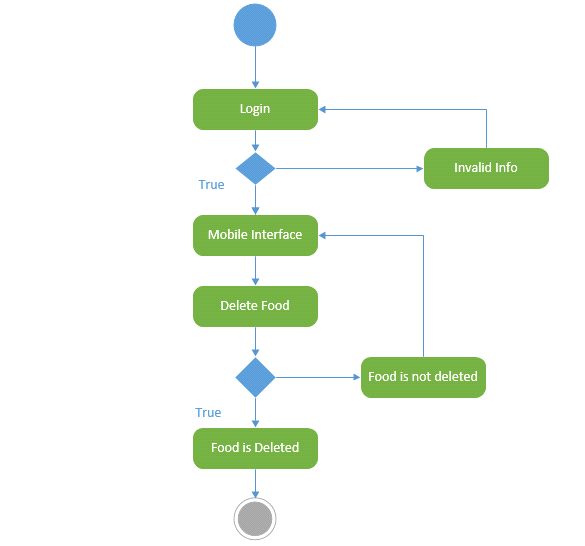 Login
Invalid Info
True
Mobile Interface
Delete Food
Food is not deleted
True
Food is Deleted